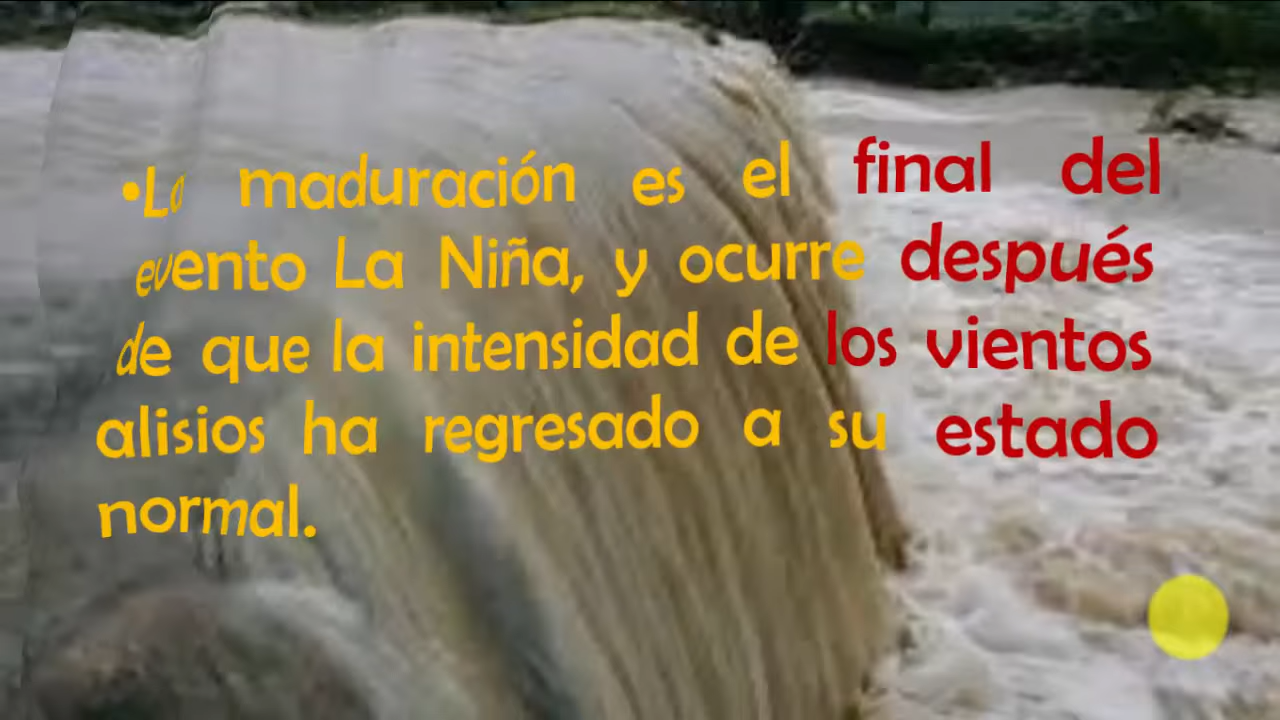 •La maduración es el final del
evento La Niña, y ocurre después
de que la intensidad de los vientos
alisios ha regresado a su estado
normal.